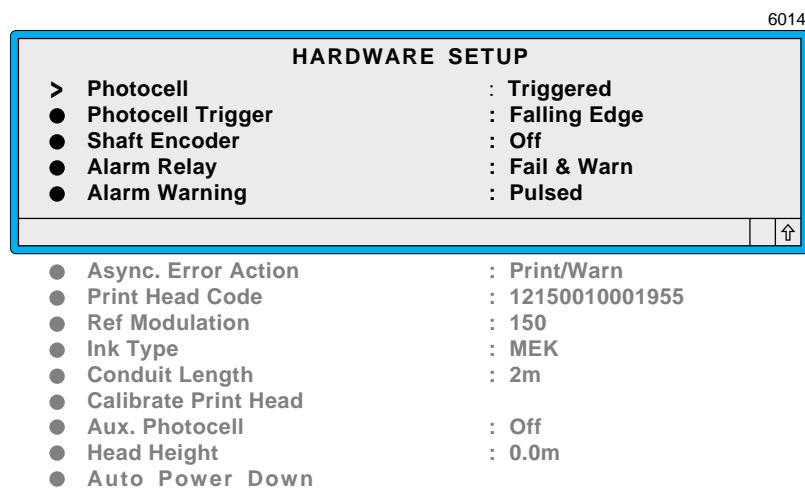 6014
HARDWARE SETUP
> Photocell : Triggered
● Photocell Trigger : Falling Edge
● Shaft Encoder : Off
● Alarm Relay : Fail & Warn
● Alarm Warning : Pulsed
● Async. Error Action : Print/Warn
● Print Head Code : 12150010001955
● Ref Modulation : 150
● Ink Type : MEK
● Conduit Length : 2m
● Calibrate Print Head
● Aux. Photocell : Off
● Head Height : 0.0m
● Auto Power Down